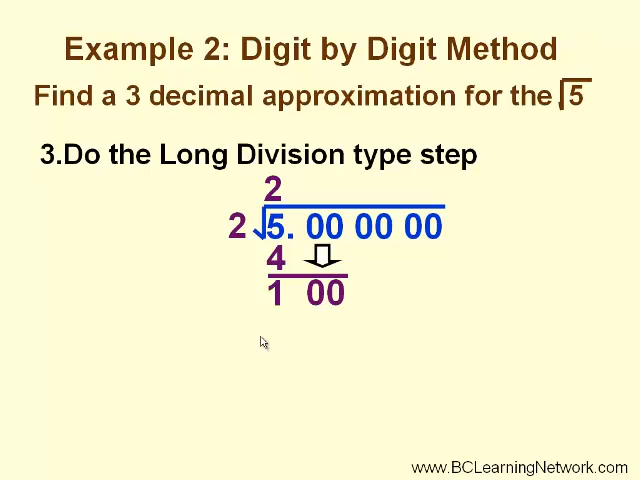 Example 2: Digit by Digit Method
Find a 3 decimal approximation for the √5
3.Do the Long Division type step
2
2 √5. 00 00 00
4
1 00
www.BCLearningNetwork.com